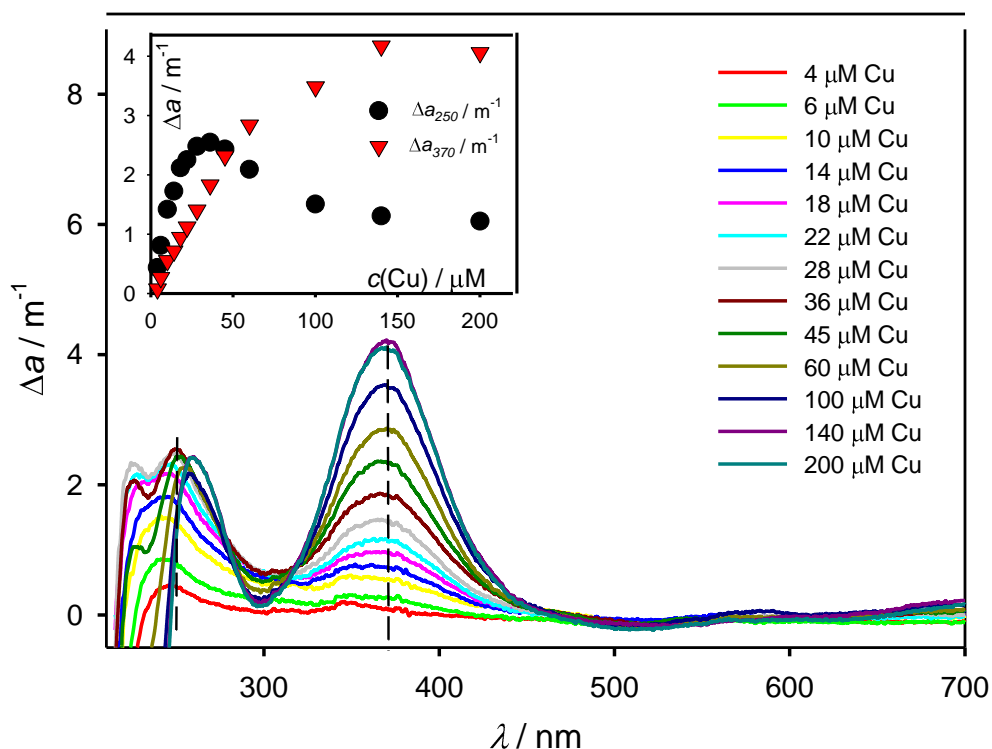 Δa / m⁻¹
8
6
4
2
0
300
400
500
600
700
λ / nm
4 μM Cu
6 μM Cu
10 μM Cu
14 μM Cu
18 μM Cu
22 μM Cu
28 μM Cu
36 μM Cu
45 μM Cu
60 μM Cu
100 μM Cu
140 μM Cu
200 μM Cu
Δa / m⁻¹
4
3
2
1
0
Δa₂₅₀ / m⁻¹
Δa₃₇₀ / m⁻¹
c(Cu) / μM
0
50
100
150
200